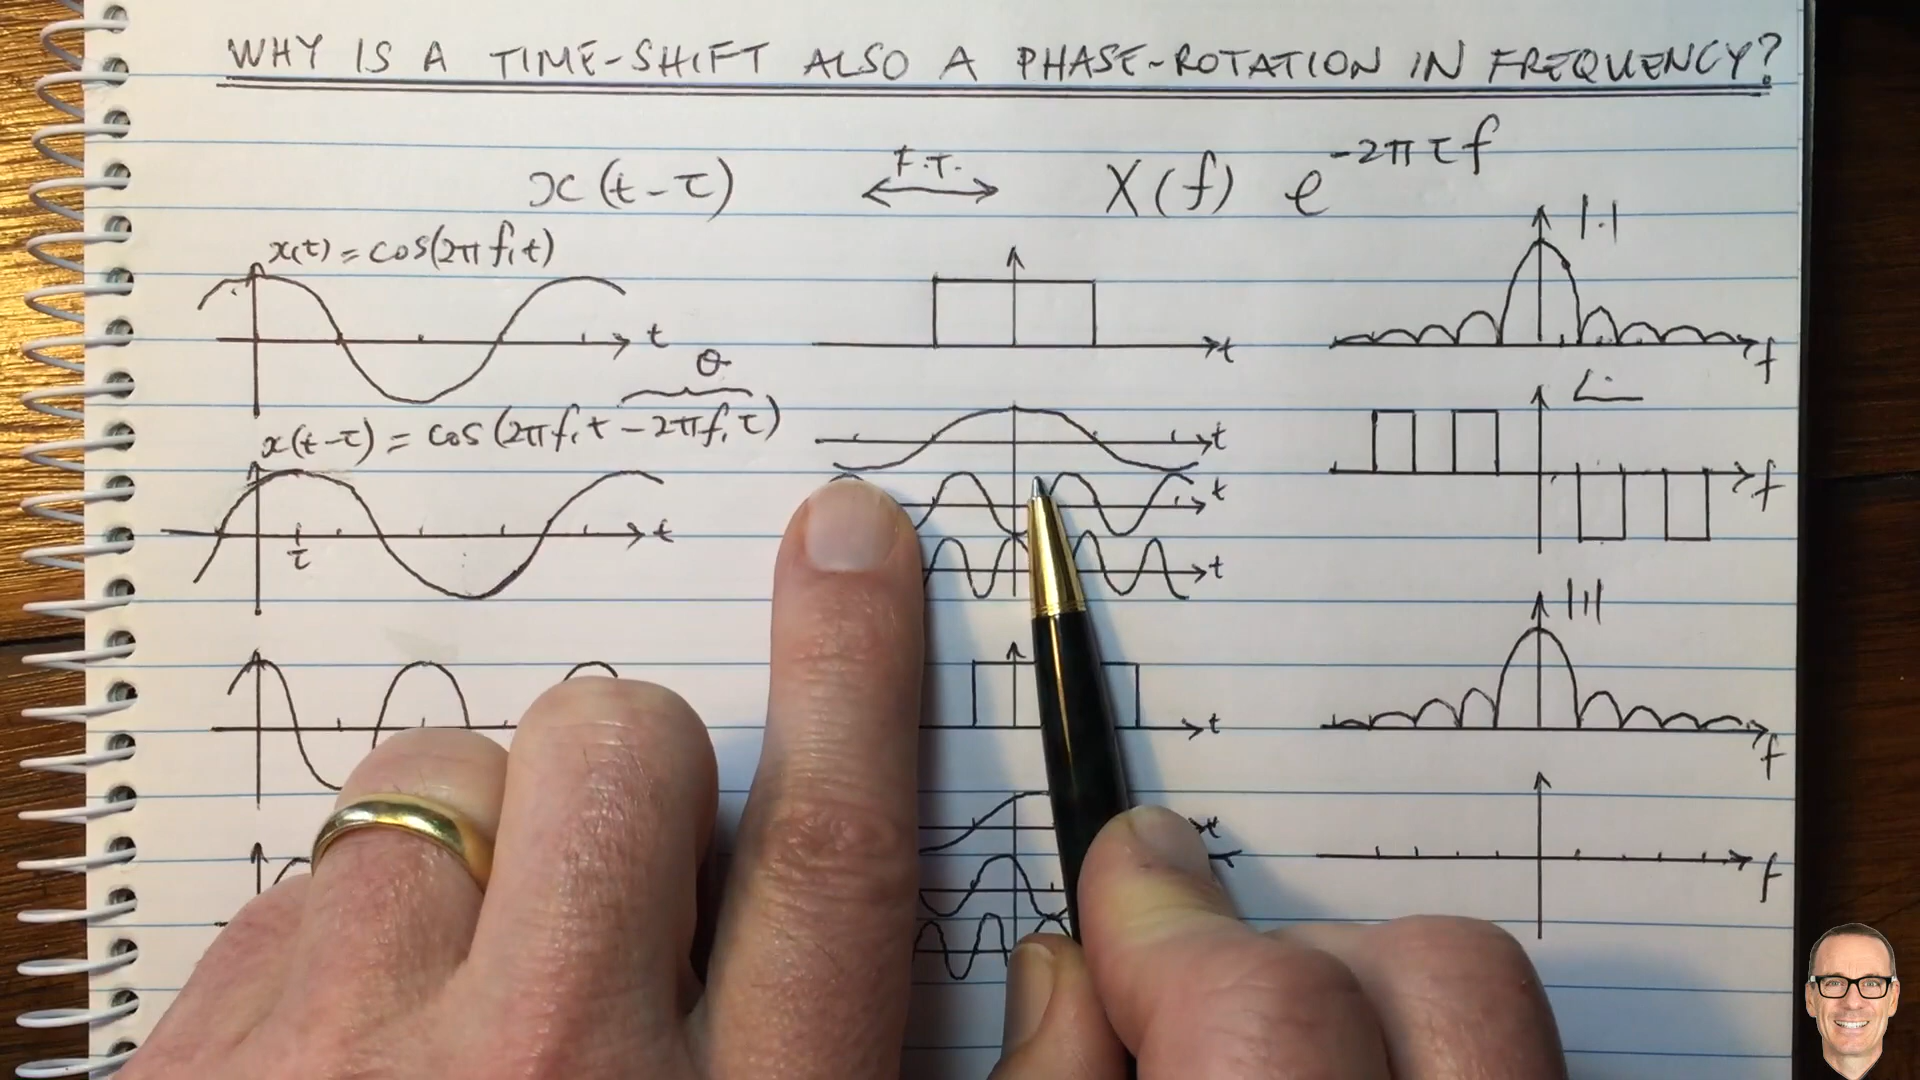 WHY IS A TIME-SHIFT ALSO A PHASE-ROTATION IN FREQUENCY?
x(t-τ) F.T. X(f) e^-2πτf
x(t) = cos(2πf₁t)
|.|
t
t
f
θ
x(t-τ) = cos(2πf₁t -2πf₁τ)
∠.
t
t
f
τ
t
t
|.|
t
f
t
f